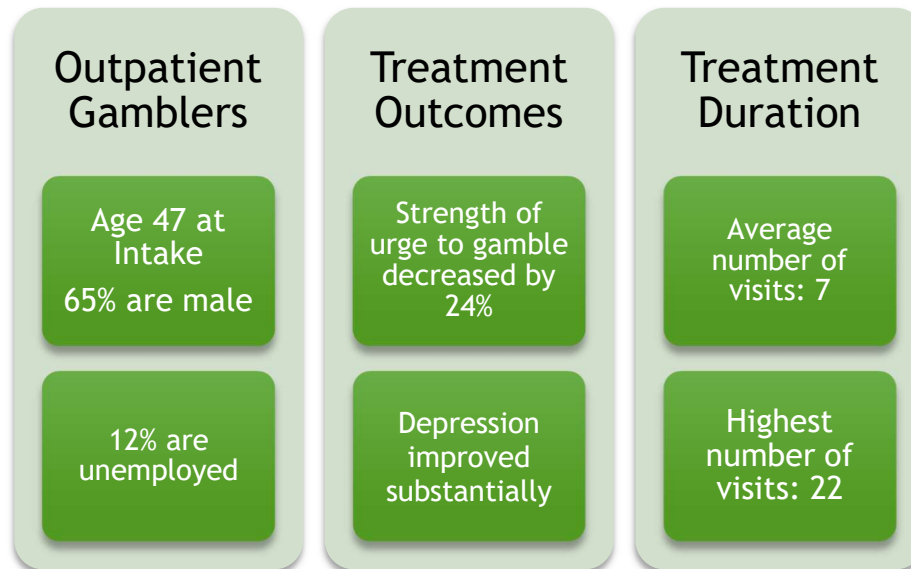 Outpatient
Gamblers
Age 47 at
Intake
65% are male
12% are
unemployed
Treatment
Outcomes
Strength of
urge to gamble
decreased by
24%
Depression
improved
substantially
Treatment
Duration
Average
number of
visits: 7
Highest
number of
visits: 22